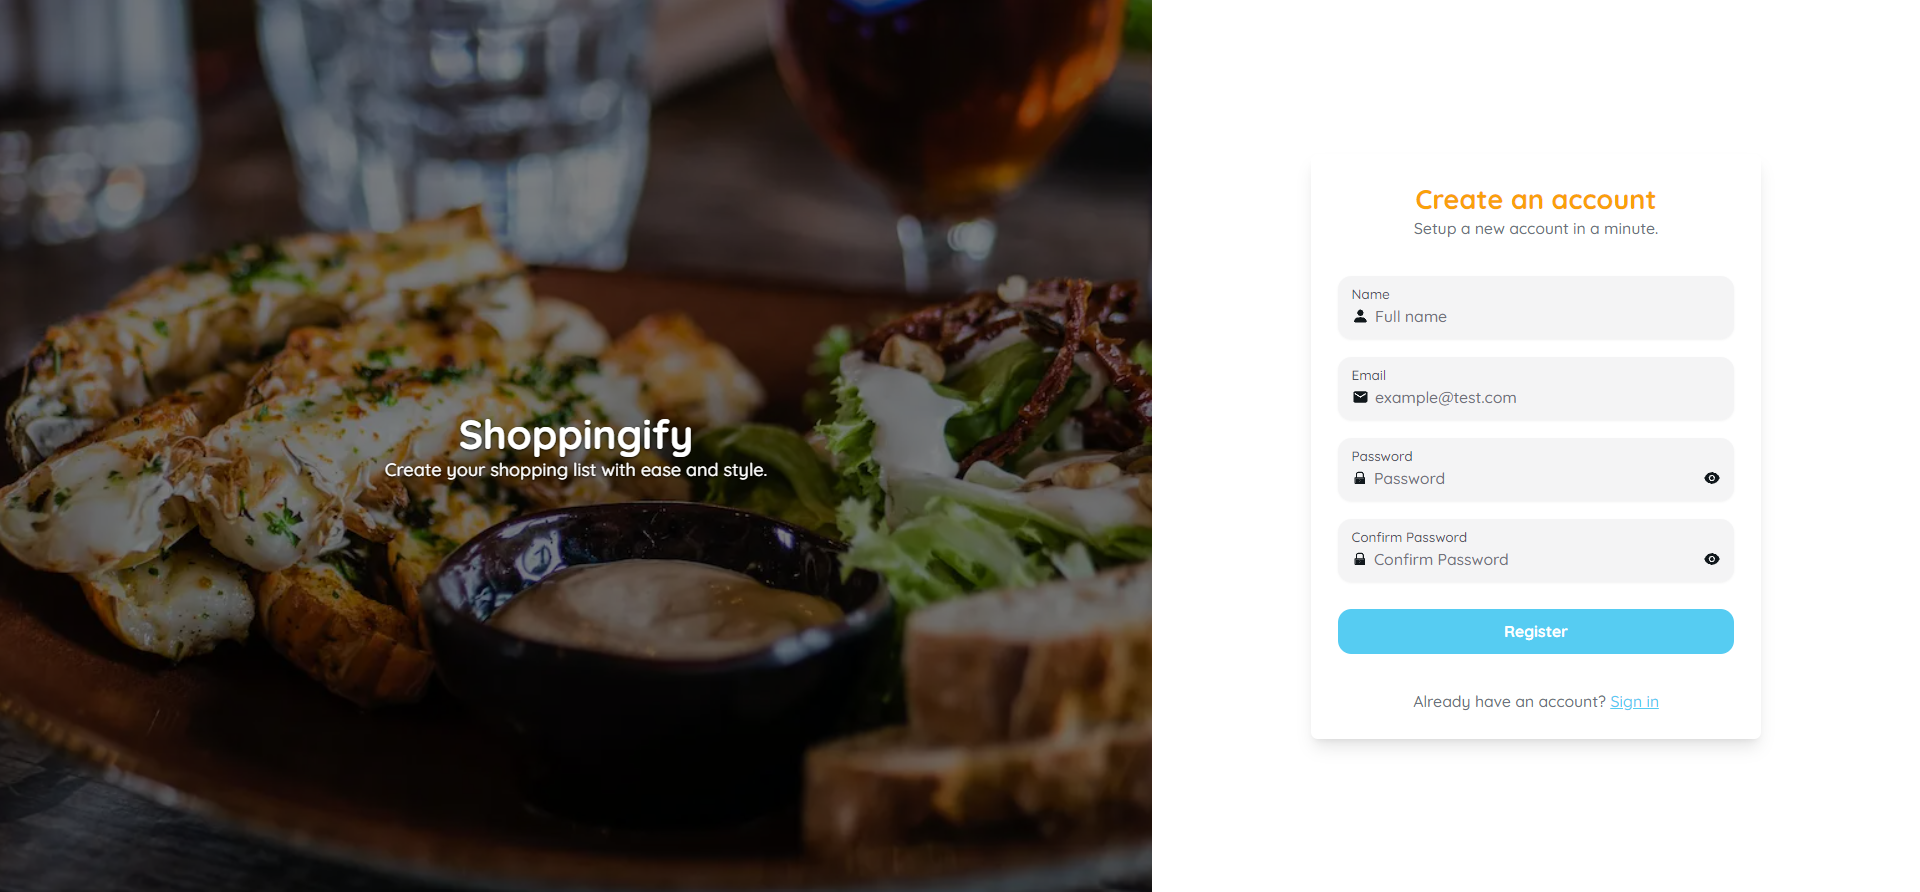 Shoppingify
Create your shopping list with ease and style.
Create an account
Setup a new account in a minute.
Name
Full name
Email
example@test.com
Password
Password
Confirm Password
Confirm Password
Register
Already have an account? Sign in